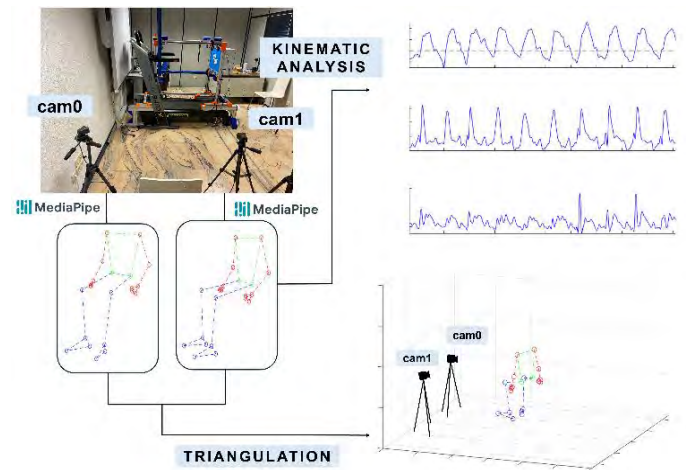 KINEMATIC
ANALYSIS
cam0
cam1
MediaPipe
MediaPipe
cam0
cam1
TRIANGULATION